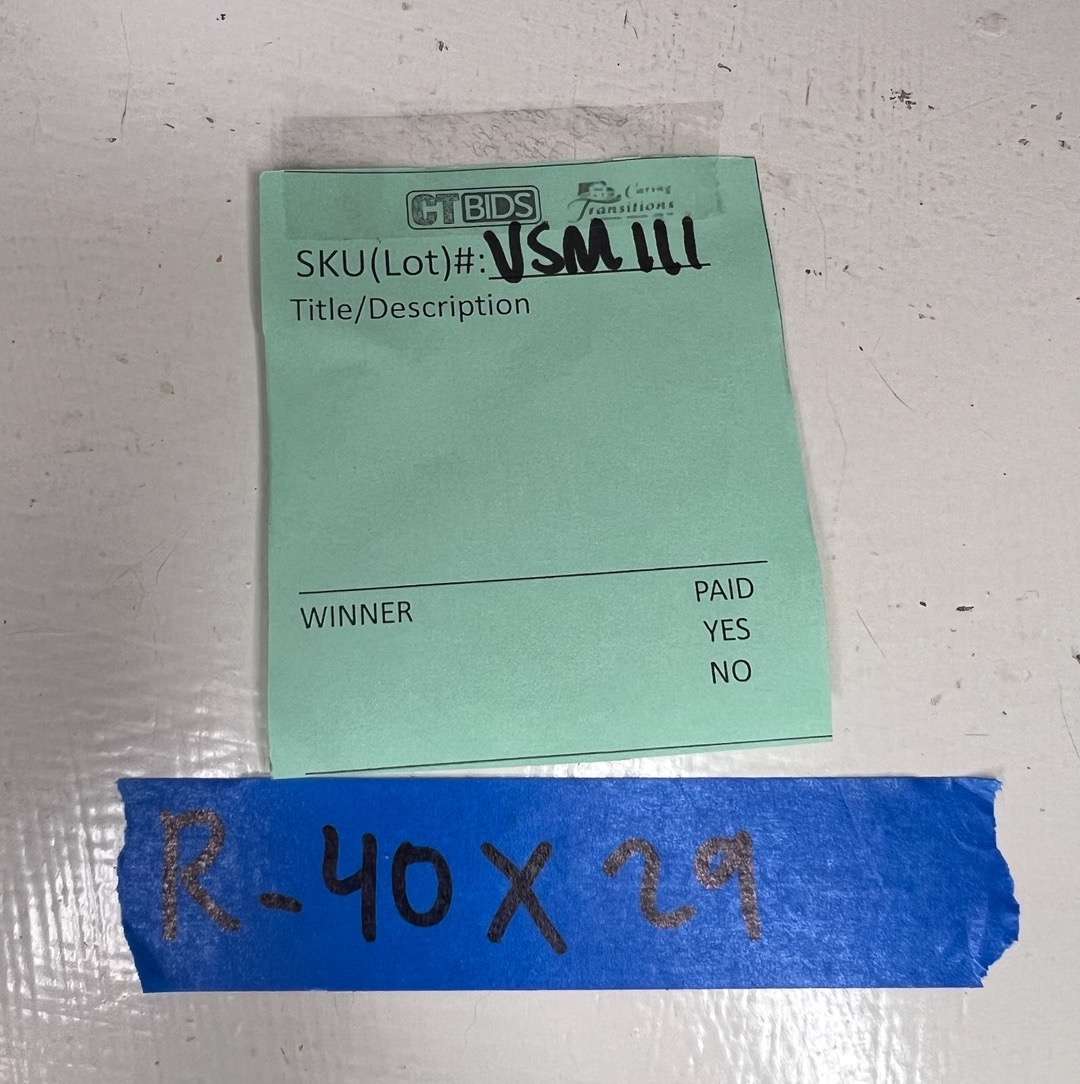 CTBIDS Caring
Transitions
SKU(Lot)#: VSM 111
Title/Description
WINNER PAID
YES
NO
R-40 X 29